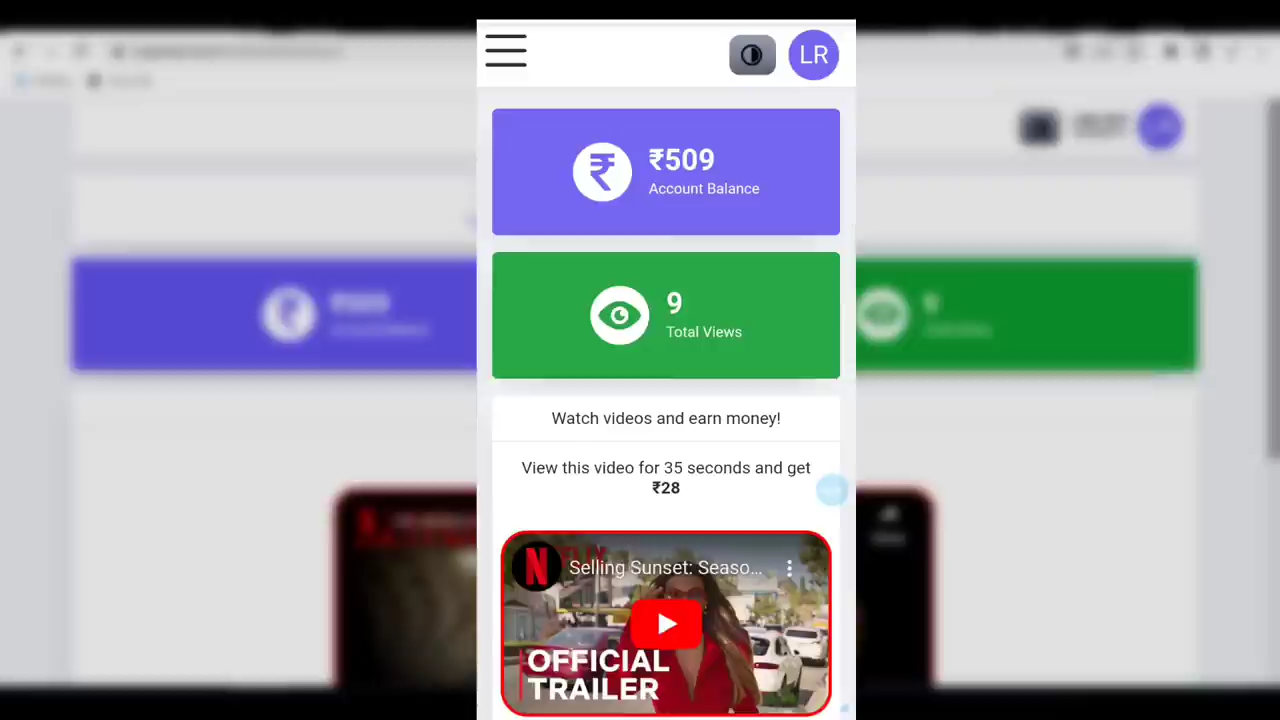 LR
₹509
Account Balance
9
Total Views
Watch videos and earn money!
View this video for 35 seconds and get
₹28
N
Selling Sunset: Seaso...
OFFICIAL
TRAILER